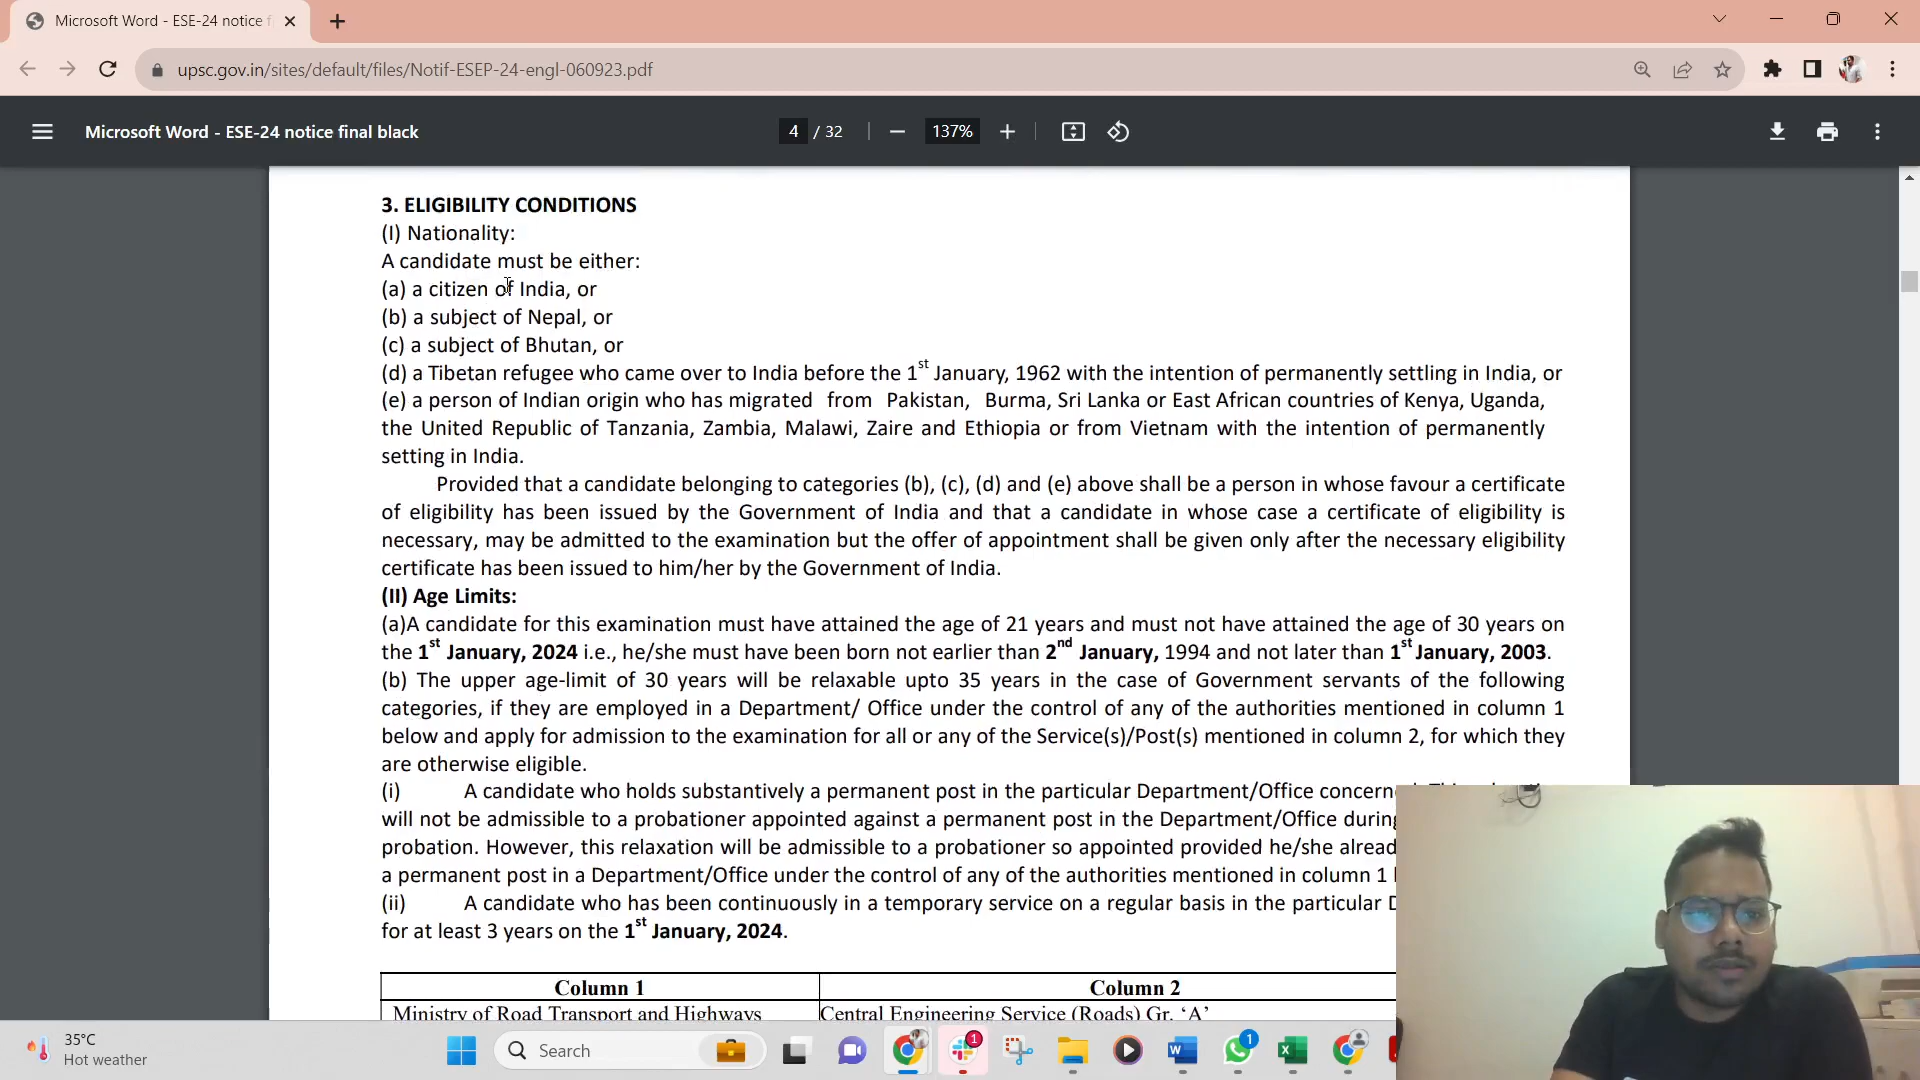 Microsoft Word - ESE-24 notice f
upsc.gov.in/sites/default/files/Notif-ESEP-24-engl-060923.pdf
Microsoft Word - ESE-24 notice final black
4 / 32
137%
3. ELIGIBILITY CONDITIONS
(I) Nationality:
A candidate must be either:
(a) a citizen of India, or
(b) a subject of Nepal, or
(c) a subject of Bhutan, or
(d) a Tibetan refugee who came over to India before the 1st January, 1962 with the intention of permanently settling in India, or
(e) a person of Indian origin who has migrated from Pakistan, Burma, Sri Lanka or East African countries of Kenya, Uganda,
the United Republic of Tanzania, Zambia, Malawi, Zaire and Ethiopia or from Vietnam with the intention of permanently
setting in India.
Provided that a candidate belonging to categories (b), (c), (d) and (e) above shall be a person in whose favour a certificate
of eligibility has been issued by the Government of India and that a candidate in whose case a certificate of eligibility is
necessary, may be admitted to the examination but the offer of appointment shall be given only after the necessary eligibility
certificate has been issued to him/her by the Government of India.
(II) Age Limits:
(a)A candidate for this examination must have attained the age of 21 years and must not have attained the age of 30 years on
the 1st January, 2024 i.e., he/she must have been born not earlier than 2nd January, 1994 and not later than 1st January, 2003.
(b) The upper age-limit of 30 years will be relaxable upto 35 years in the case of Government servants of the following
categories, if they are employed in a Department/ Office under the control of any of the authorities mentioned in column 1
below and apply for admission to the examination for all or any of the Service(s)/Post(s) mentioned in column 2, for which they
are otherwise eligible.
(i) A candidate who holds substantively a permanent post in the particular Department/Office concern
will not be admissible to a probationer appointed against a permanent post in the Department/Office during
probation. However, this relaxation will be admissible to a probationer so appointed provided he/she alread
a permanent post in a Department/Office under the control of any of the authorities mentioned in column 1
(ii) A candidate who has been continuously in a temporary service on a regular basis in the particular D
for at least 3 years on the 1st January, 2024.
Column 1 Column 2
Ministry of Road Transport and Highways Central Engineering Service (Roads) Gr. ‘A’
35°C
Hot weather
Search
1
1